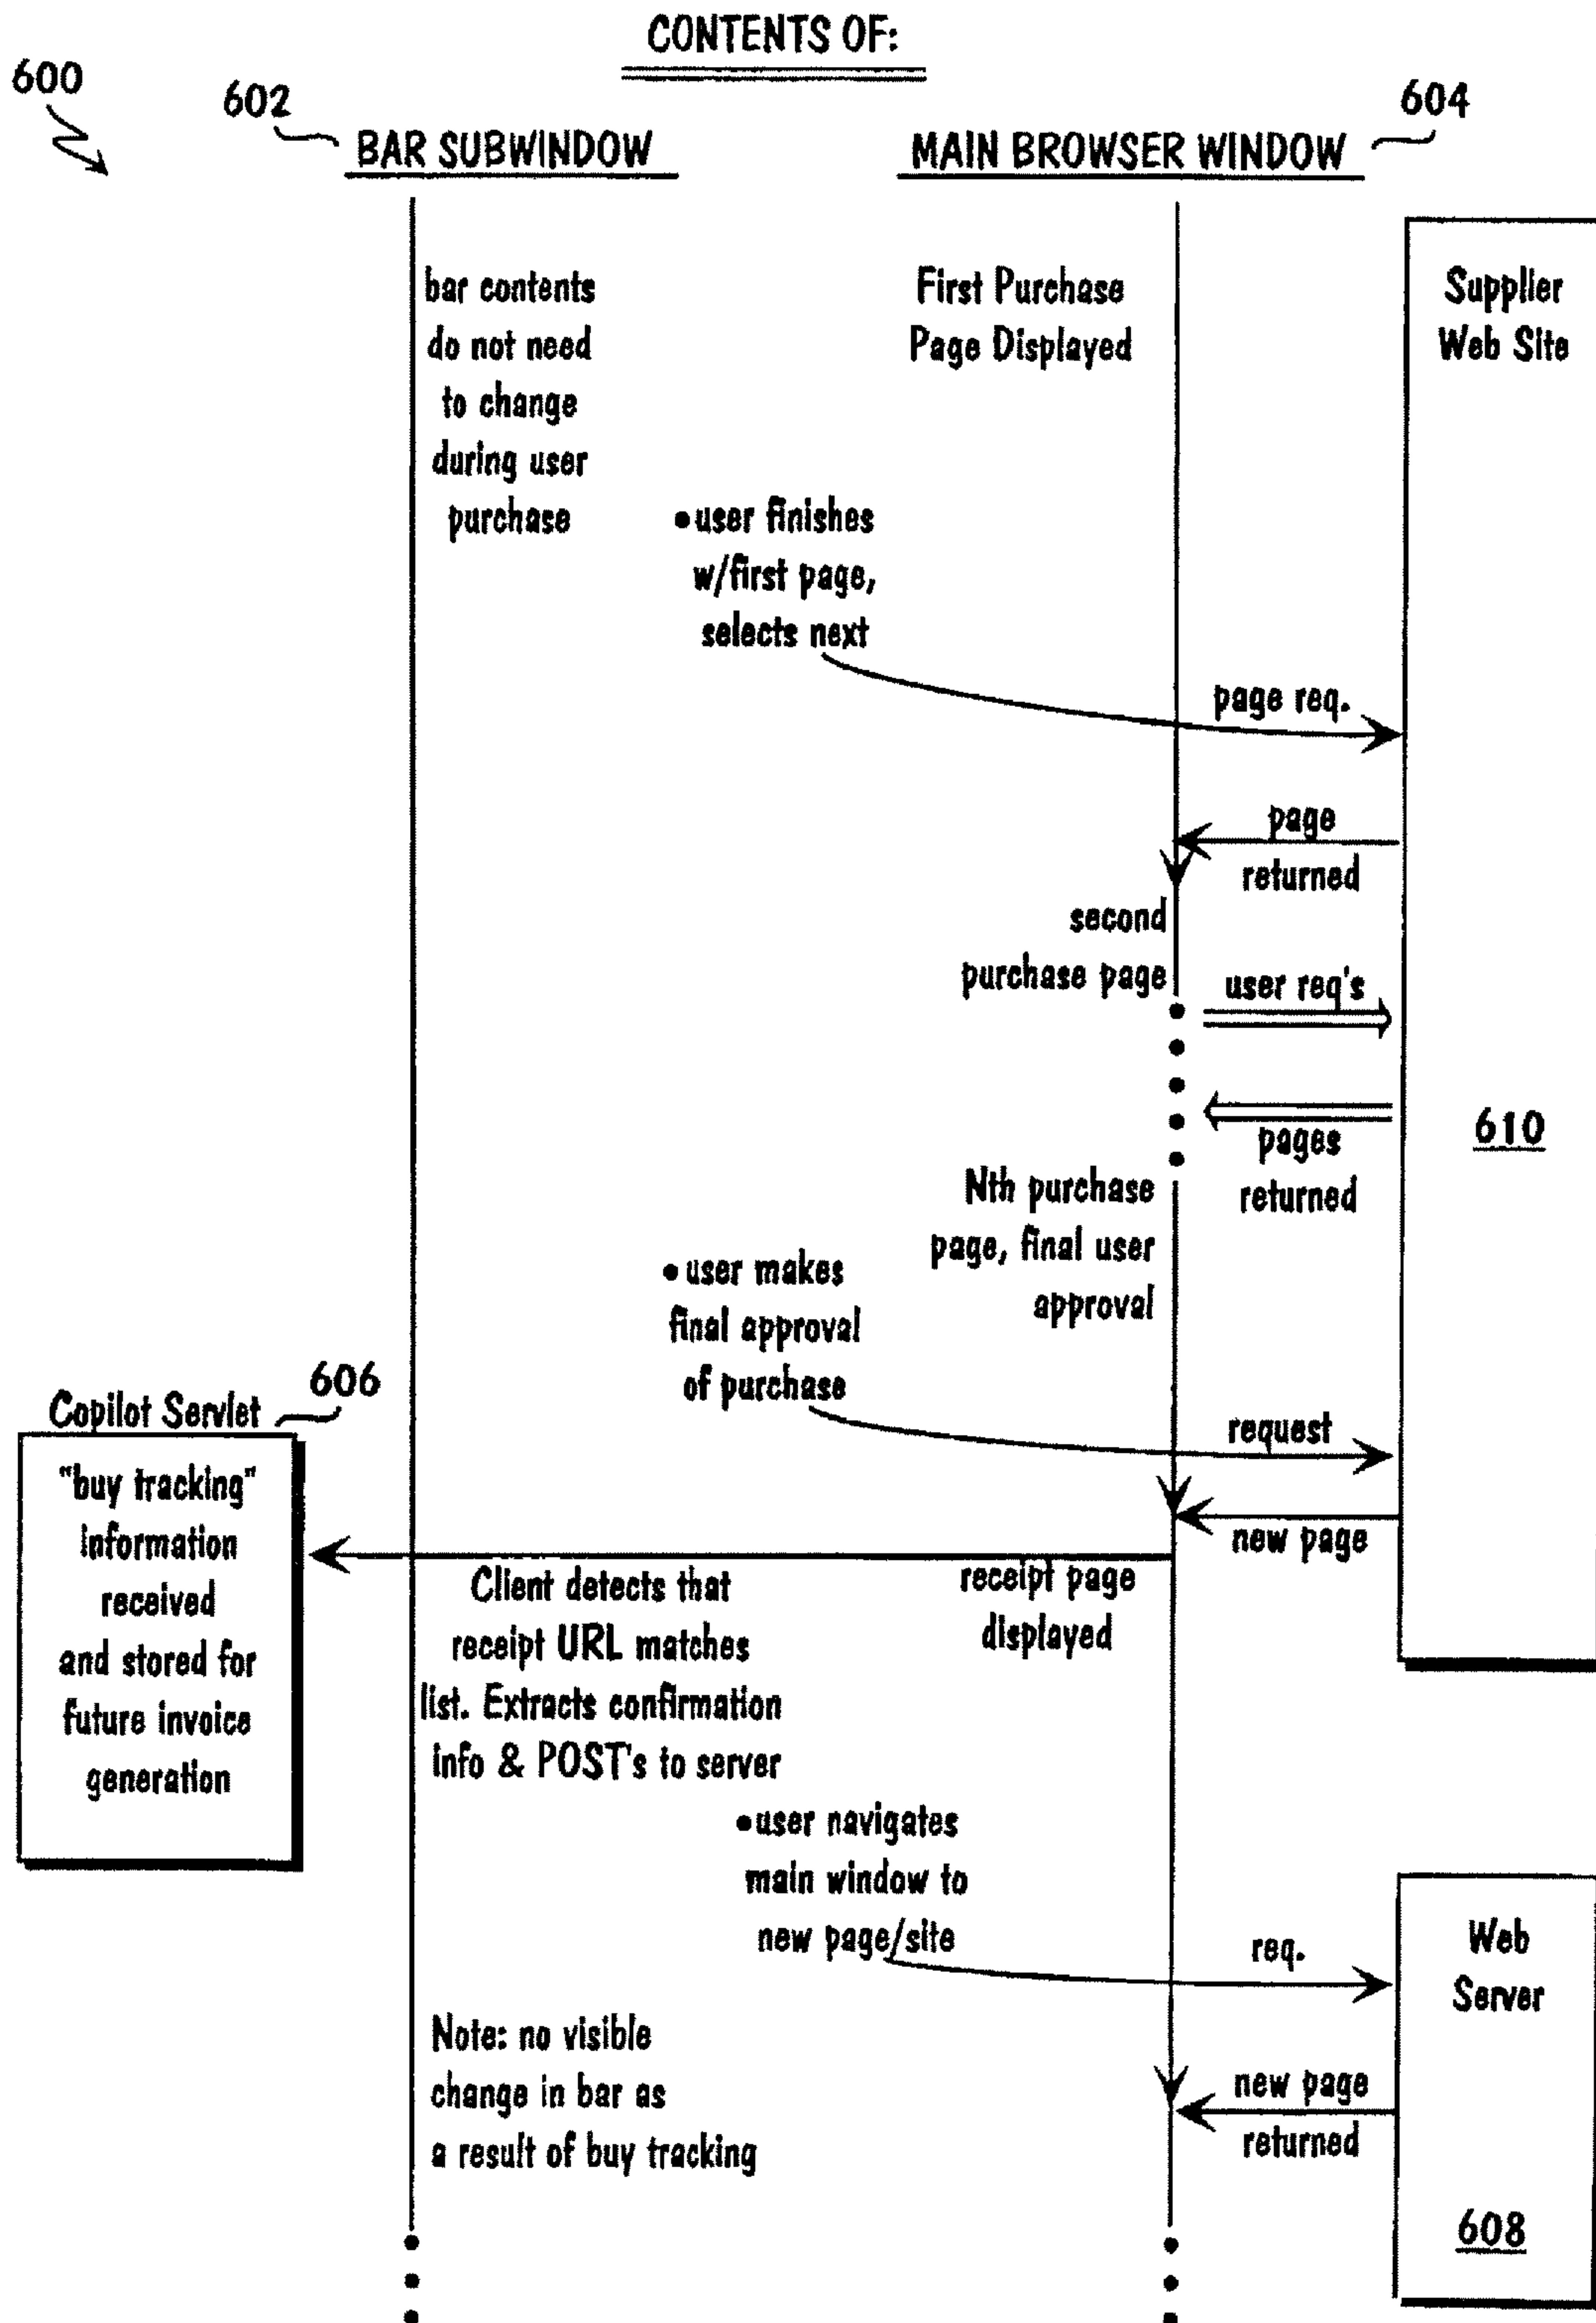 CONTENTS OF:
600
602
BAR SUBWINDOW
604
MAIN BROWSER WINDOW
bar contents
do not need
to change
during user
purchase
First Purchase
Page Displayed
Supplier
Web Site
•user finishes
w/first page,
selects next
page req.
page
returned
second
purchase page
user req's
pages
returned
610
Nth purchase
page, final user
approval
•user makes
final approval
of purchase
request
new page
606
Copilot Servlet
"buy tracking"
information
received
and stored for
future invoice
generation
receipt page
displayed
Client detects that
receipt URL matches
list. Extracts confirmation
info & POST's to server
•user navigates
main window to
new page/site
req.
Web
Server
Note: no visible
change in bar as
a result of buy tracking
new page
returned
608